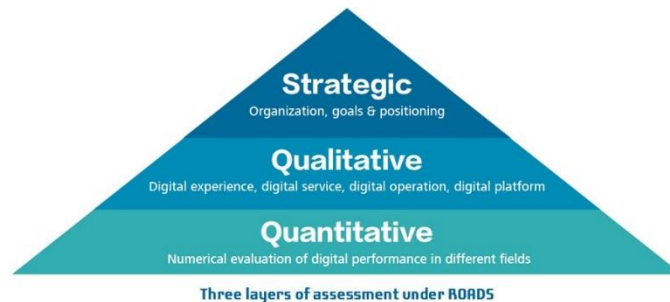 Strategic
Organization, goals & positioning
Qualitative
Digital experience, digital service, digital operation, digital platform
Quantitative
Numerical evaluation of digital performance in different fields
Three layers of assessment under ROADS